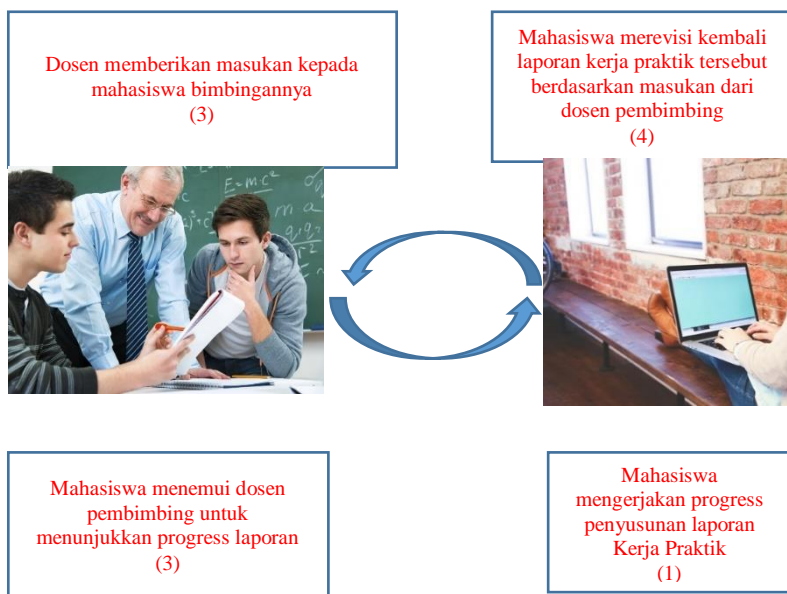 Dosen memberikan masukan kepada
mahasiswa bimbingannya
(3)
Mahasiswa merevisi kembali
laporan kerja praktik tersebut
berdasarkan masukan dari
dosen pembimbing
(4)
E=mc²
Mahasiswa menemui dosen
pembimbing untuk
menunjukkan progress laporan
(3)
Mahasiswa
mengerjakan progress
penyusunan laporan
Kerja Praktik
(1)